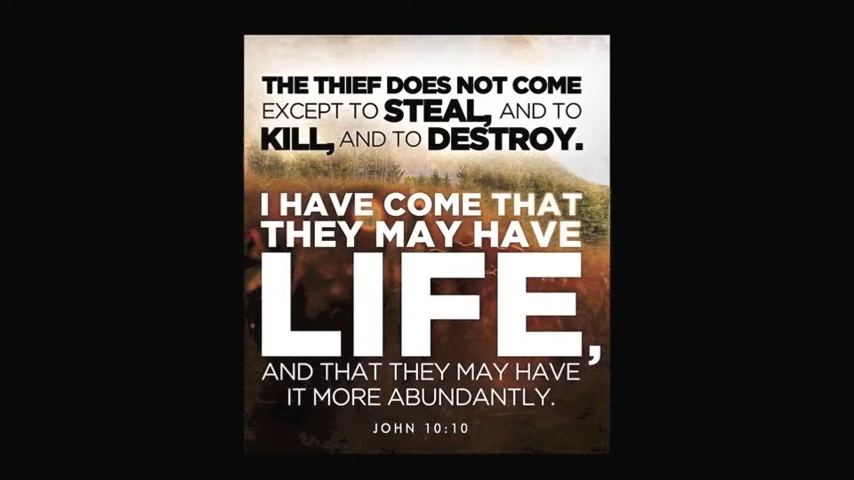 THE THIEF DOES NOT COME
EXCEPT TO STEAL, AND TO
KILL, AND TO DESTROY.
I HAVE COME THAT
THEY MAY HAVE
LIFE,
AND THAT THEY MAY HAVE
IT MORE ABUNDANTLY.
JOHN 10:10